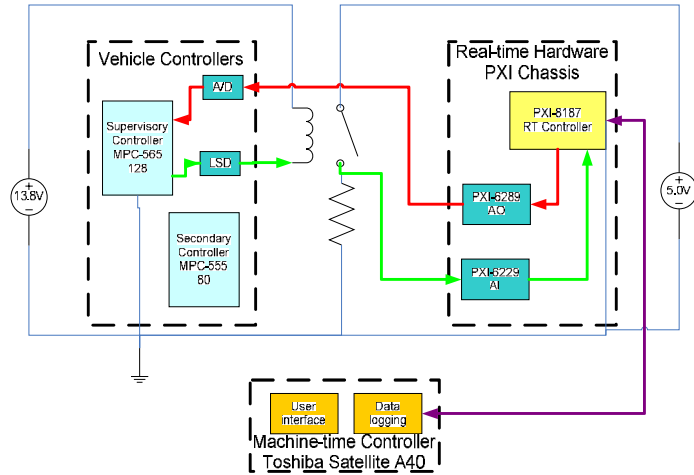 Vehicle Controllers
A/D
Supervisory
Controller
MPC-565
128
LSD
Secondary
Controller
MPC-555
80
+
13.8V
−
Real-time Hardware
PXI Chassis
PXI-8187
RT Controller
PXI-6289
AO
PXI-6229
AI
+
5.0V
−
User
interface
Data
logging
Machine-time Controller
Toshiba Satellite A40